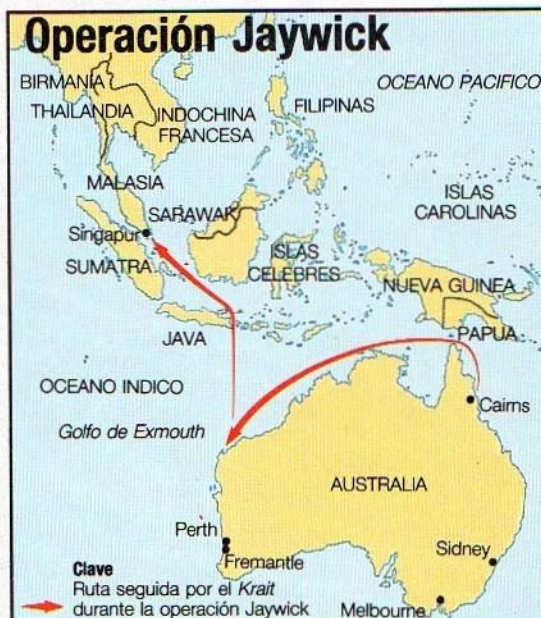 Operación Jaywick
BIRMANIA
OCEANO PACIFICO
THAILANDIA
INDOCHINA
FRANCESA
FILIPINAS
MALASIA
ISLAS
CAROLINAS
SARAWAK
Singapur
SUMATRA
ISLAS
CELEBRES
NUEVA GUINEA
JAVA
PAPUA
OCEANO INDICO
Cairns
Golfo de Exmouth
AUSTRALIA
Perth
Fremantle
Sidney
Melbourne
Clave
Ruta seguida por el Krait
durante la operación Jaywick